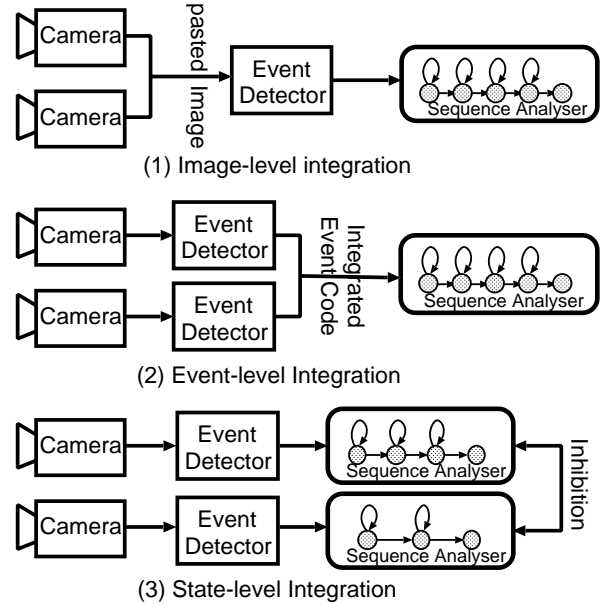 Camera
Camera
pasted Image
Event
Detector
Sequence Analyser
(1) Image-level integration
Camera
Camera
Event
Detector
Event
Detector
Integrated
Event Code
Sequence Analyser
(2) Event-level Integration
Camera
Event
Detector
Sequence Analyser
Camera
Event
Detector
Sequence Analyser
Inhibition
(3) State-level Integration